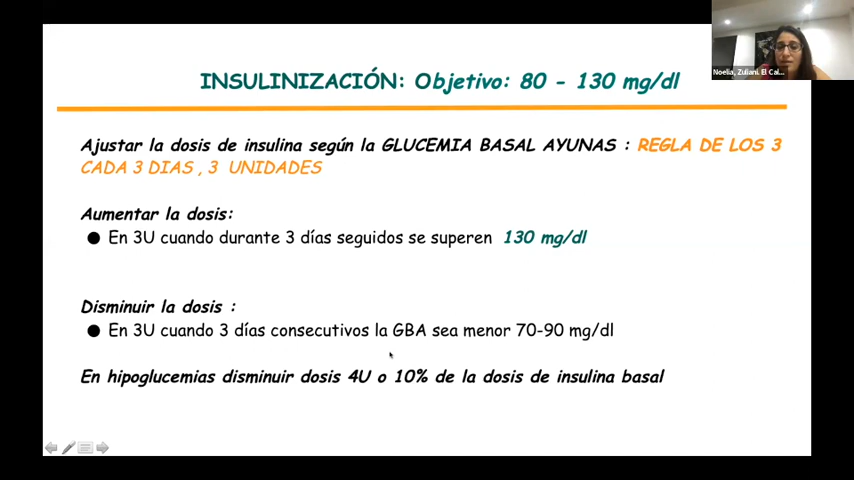 INSULINIZACIÓN: Objetivo: 80 - 130 mg/dl
Noelia, Zuliani. El Cal...
Ajustar la dosis de insulina según la GLUCEMIA BASAL AYUNAS : REGLA DE LOS 3
CADA 3 DIAS , 3 UNIDADES
Aumentar la dosis:
● En 3U cuando durante 3 días seguidos se superen 130 mg/dl
Disminuir la dosis :
● En 3U cuando 3 días consecutivos la GBA sea menor 70-90 mg/dl
En hipoglucemias disminuir dosis 4U o 10% de la dosis de insulina basal